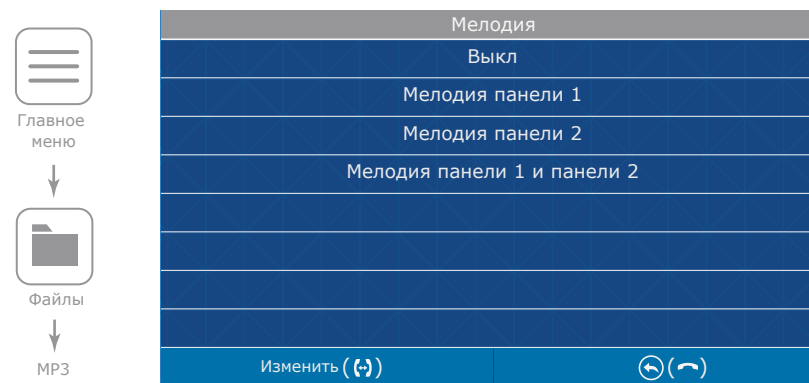 Главное
меню
Файлы
MP3
Мелодия
Выкл
Мелодия панели 1
Мелодия панели 2
Мелодия панели 1 и панели 2
Изменить